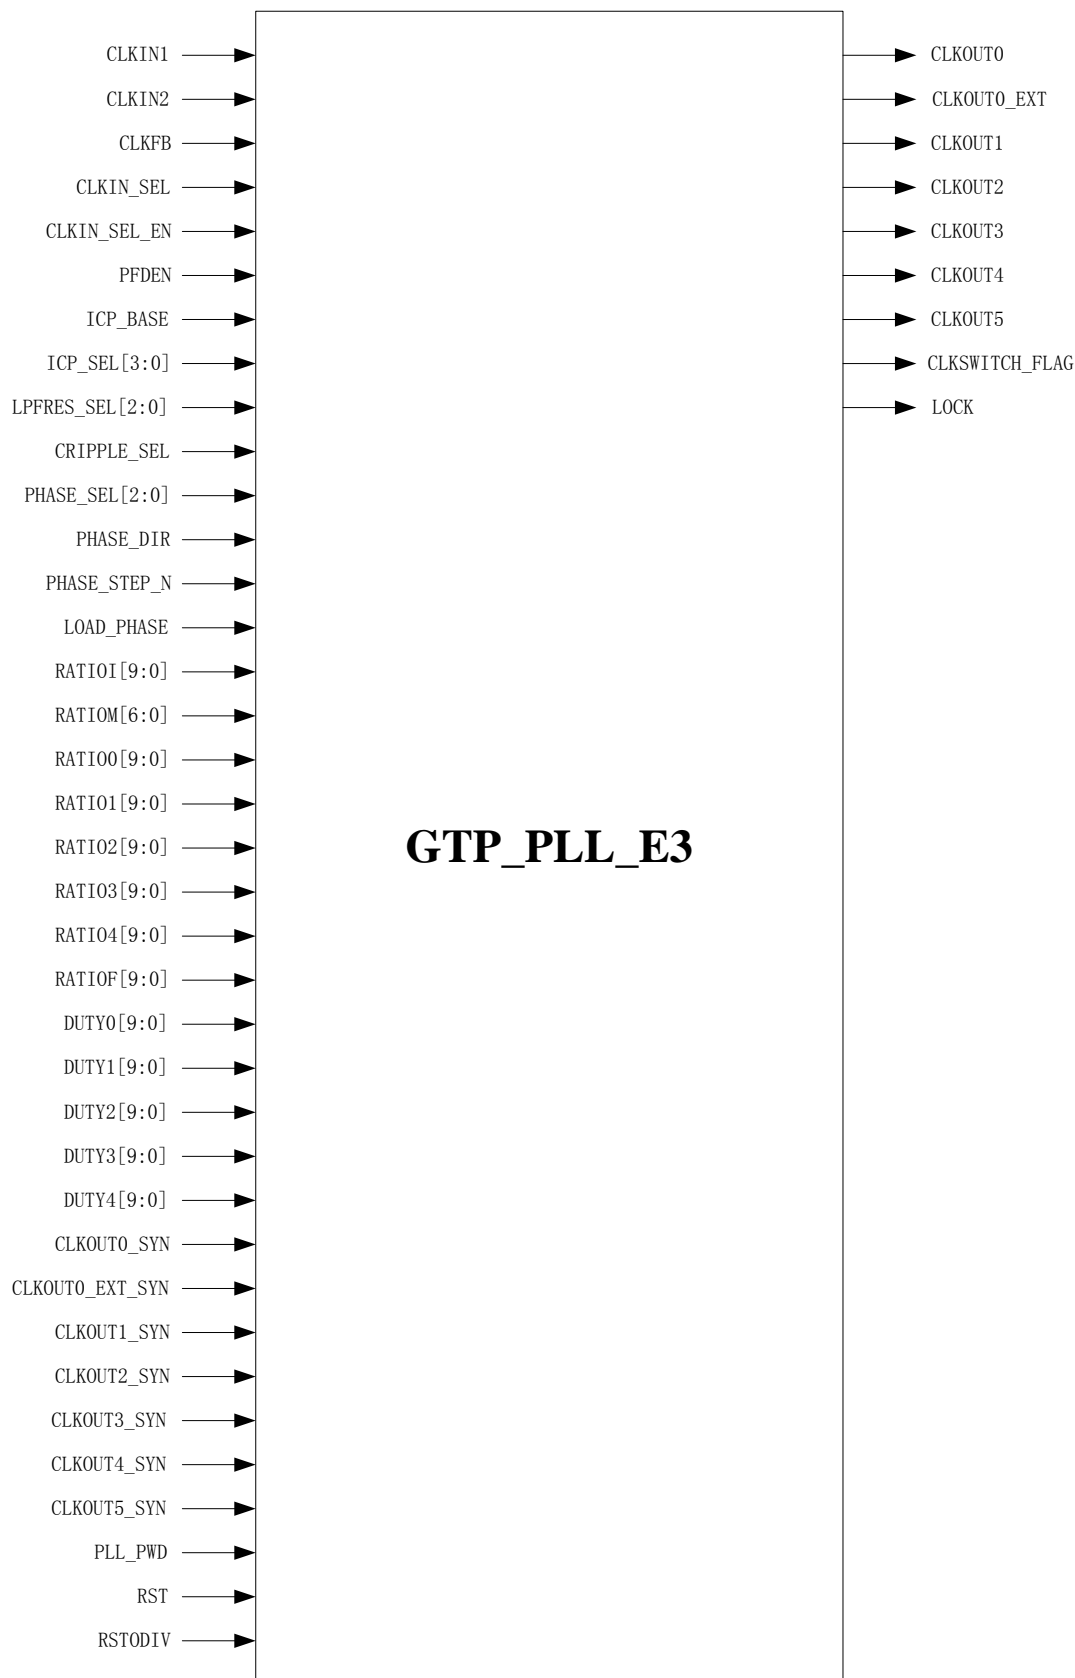 CLKIN1
CLKIN2
CLKFB
CLKIN_SEL
CLKIN_SEL_EN
PFDEN
ICP_BASE
ICP_SEL[3:0]
LPFRES_SEL[2:0]
CRIPPLE_SEL
PHASE_SEL[2:0]
PHASE_DIR
PHASE_STEP_N
LOAD_PHASE
RATIOI[9:0]
RATIOM[6:0]
RATIO0[9:0]
RATIO1[9:0]
RATIO2[9:0]
RATIO3[9:0]
RATIO4[9:0]
RATIOF[9:0]
DUTY0[9:0]
DUTY1[9:0]
DUTY2[9:0]
DUTY3[9:0]
DUTY4[9:0]
CLKOUT0_SYN
CLKOUT0_EXT_SYN
CLKOUT1_SYN
CLKOUT2_SYN
CLKOUT3_SYN
CLKOUT4_SYN
CLKOUT5_SYN
PLL_PWD
RST
RSTODIV
GTP_PLL_E3
CLKOUT0
CLKOUT0_EXT
CLKOUT1
CLKOUT2
CLKOUT3
CLKOUT4
CLKOUT5
CLKSWITCH_FLAG
LOCK